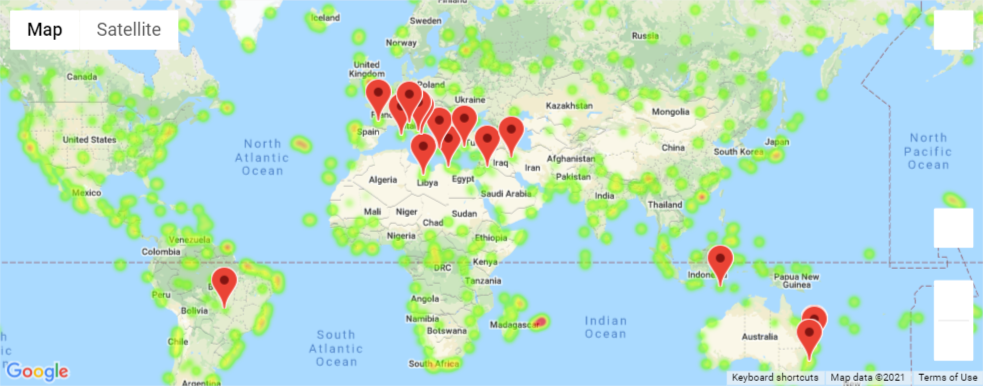 Map
Satellite
Iceland
Sweden
Norway
Russia
Canada
United
Kingdom
Poland
Ukraine
Kazakhstan
Mongolia
Spain
United States
North
Atlantic
Ocean
China
South Korea
Japan
North
Pacific
Ocean
Iraq
Iran
Afghanistan
Pakistan
Algeria
Libya
Egypt
Saudi Arabia
India
Mexico
Thailand
Mali
Niger
Sudan
Chad
Nigeria
Ethiopia
Venezuela
Colombia
DRC
Kenya
Tanzania
Papua New
Guinea
Peru
Bolivia
Angola
Namibia
Botswana
Madagascar
Indian
Ocean
Australia
South
Atlantic
Ocean
Chile
South Africa
Google
Keyboard shortcuts
Map data ©2021
Terms of Use